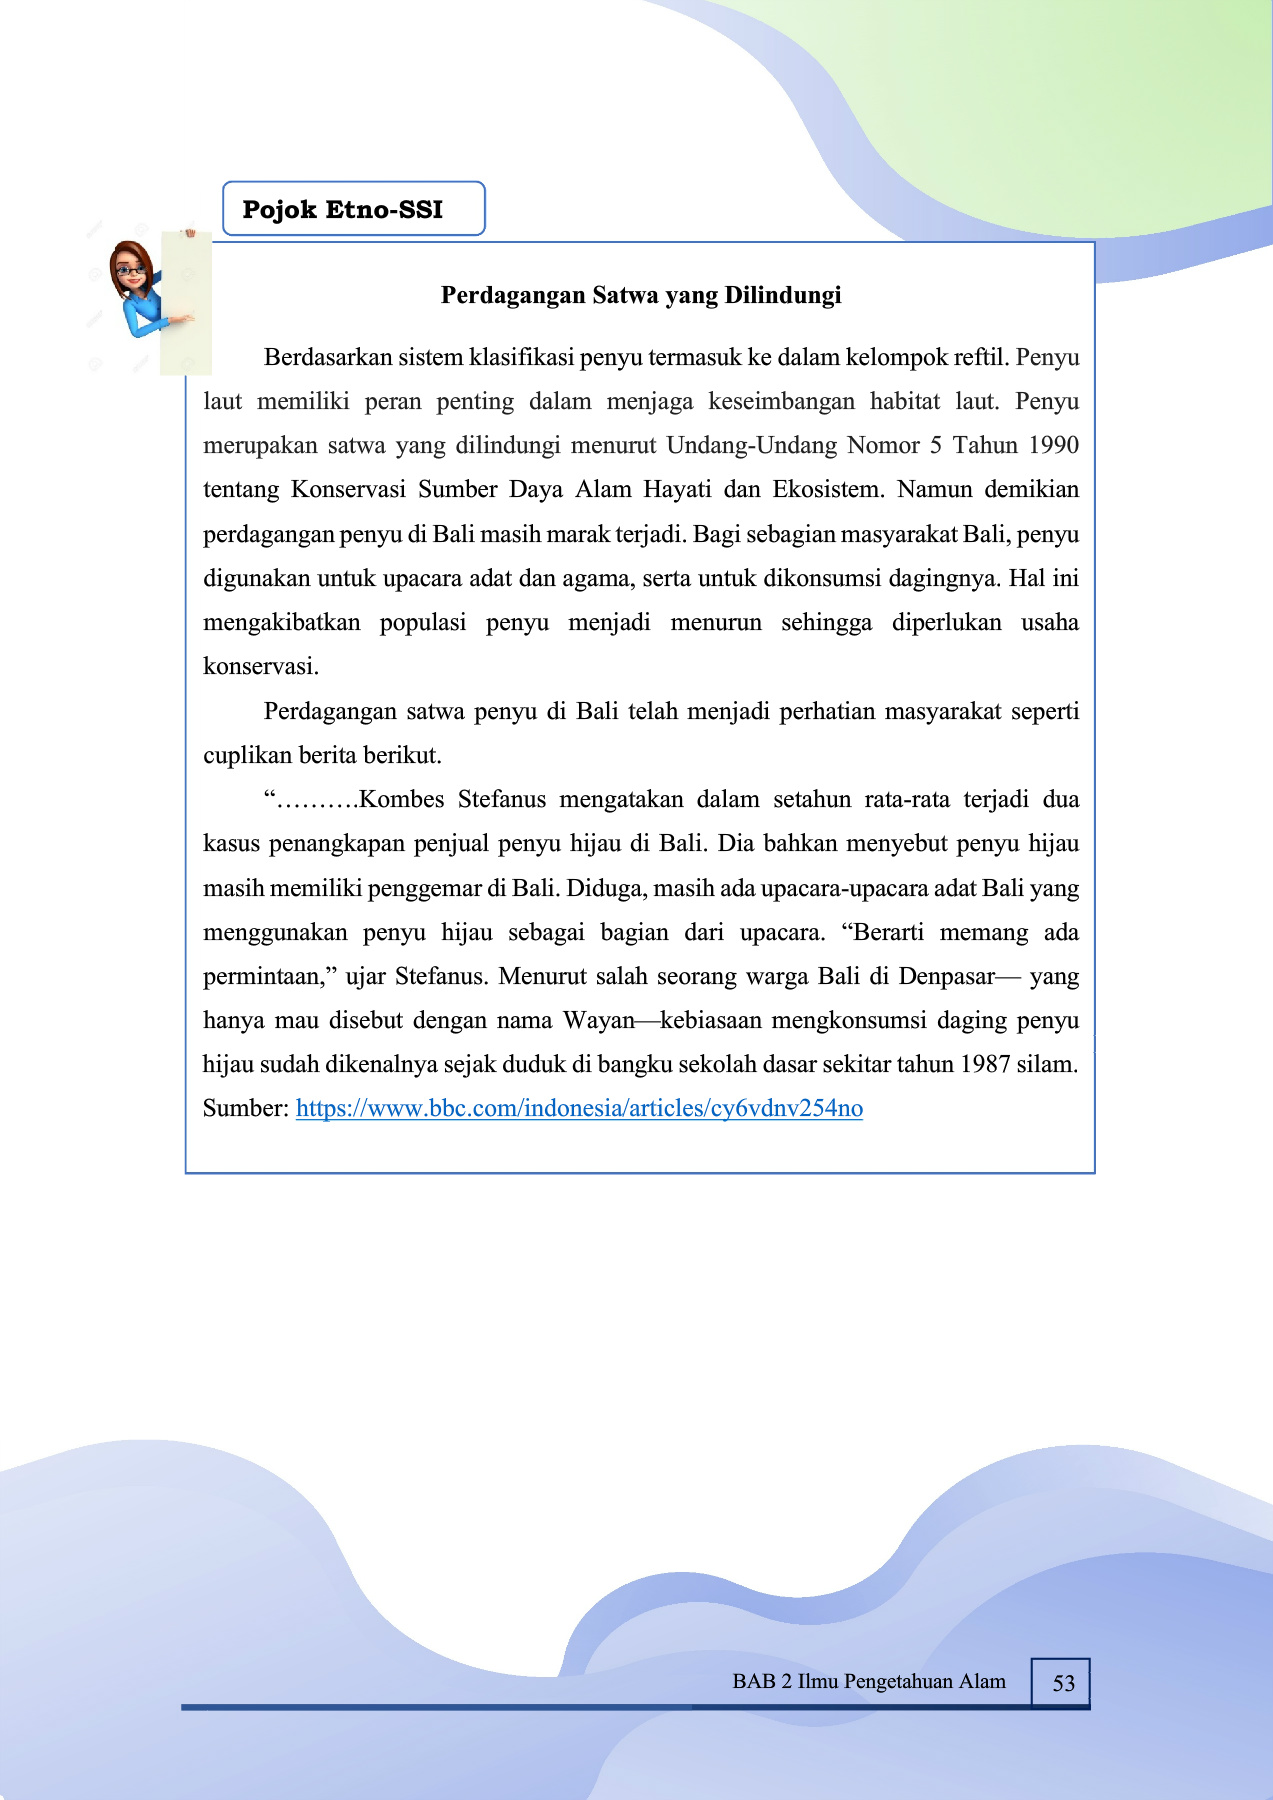 Pojok Etno-SSI
Perdagangan Satwa yang Dilindungi
Berdasarkan sistem klasifikasi penyu termasuk ke dalam kelompok reftil. Penyu
laut memiliki peran penting dalam menjaga keseimbangan habitat laut. Penyu
merupakan satwa yang dilindungi menurut Undang-Undang Nomor 5 Tahun 1990
tentang Konservasi Sumber Daya Alam Hayati dan Ekosistem. Namun demikian
perdagangan penyu di Bali masih marak terjadi. Bagi sebagian masyarakat Bali, penyu
digunakan untuk upacara adat dan agama, serta untuk dikonsumsi dagingnya. Hal ini
mengakibatkan populasi penyu menjadi menurun sehingga diperlukan usaha
konservasi.
Perdagangan satwa penyu di Bali telah menjadi perhatian masyarakat seperti
cuplikan berita berikut.
“……….Kombes Stefanus mengatakan dalam setahun rata-rata terjadi dua
kasus penangkapan penjual penyu hijau di Bali. Dia bahkan menyebut penyu hijau
masih memiliki penggemar di Bali. Diduga, masih ada upacara-upacara adat Bali yang
menggunakan penyu hijau sebagai bagian dari upacara. “Berarti memang ada
permintaan,” ujar Stefanus. Menurut salah seorang warga Bali di Denpasar— yang
hanya mau disebut dengan nama Wayan—kebiasaan mengkonsumsi daging penyu
hijau sudah dikenalnya sejak duduk di bangku sekolah dasar sekitar tahun 1987 silam.
Sumber: https://www.bbc.com/indonesia/articles/cy6vdnv254no
BAB 2 Ilmu Pengetahuan Alam 53